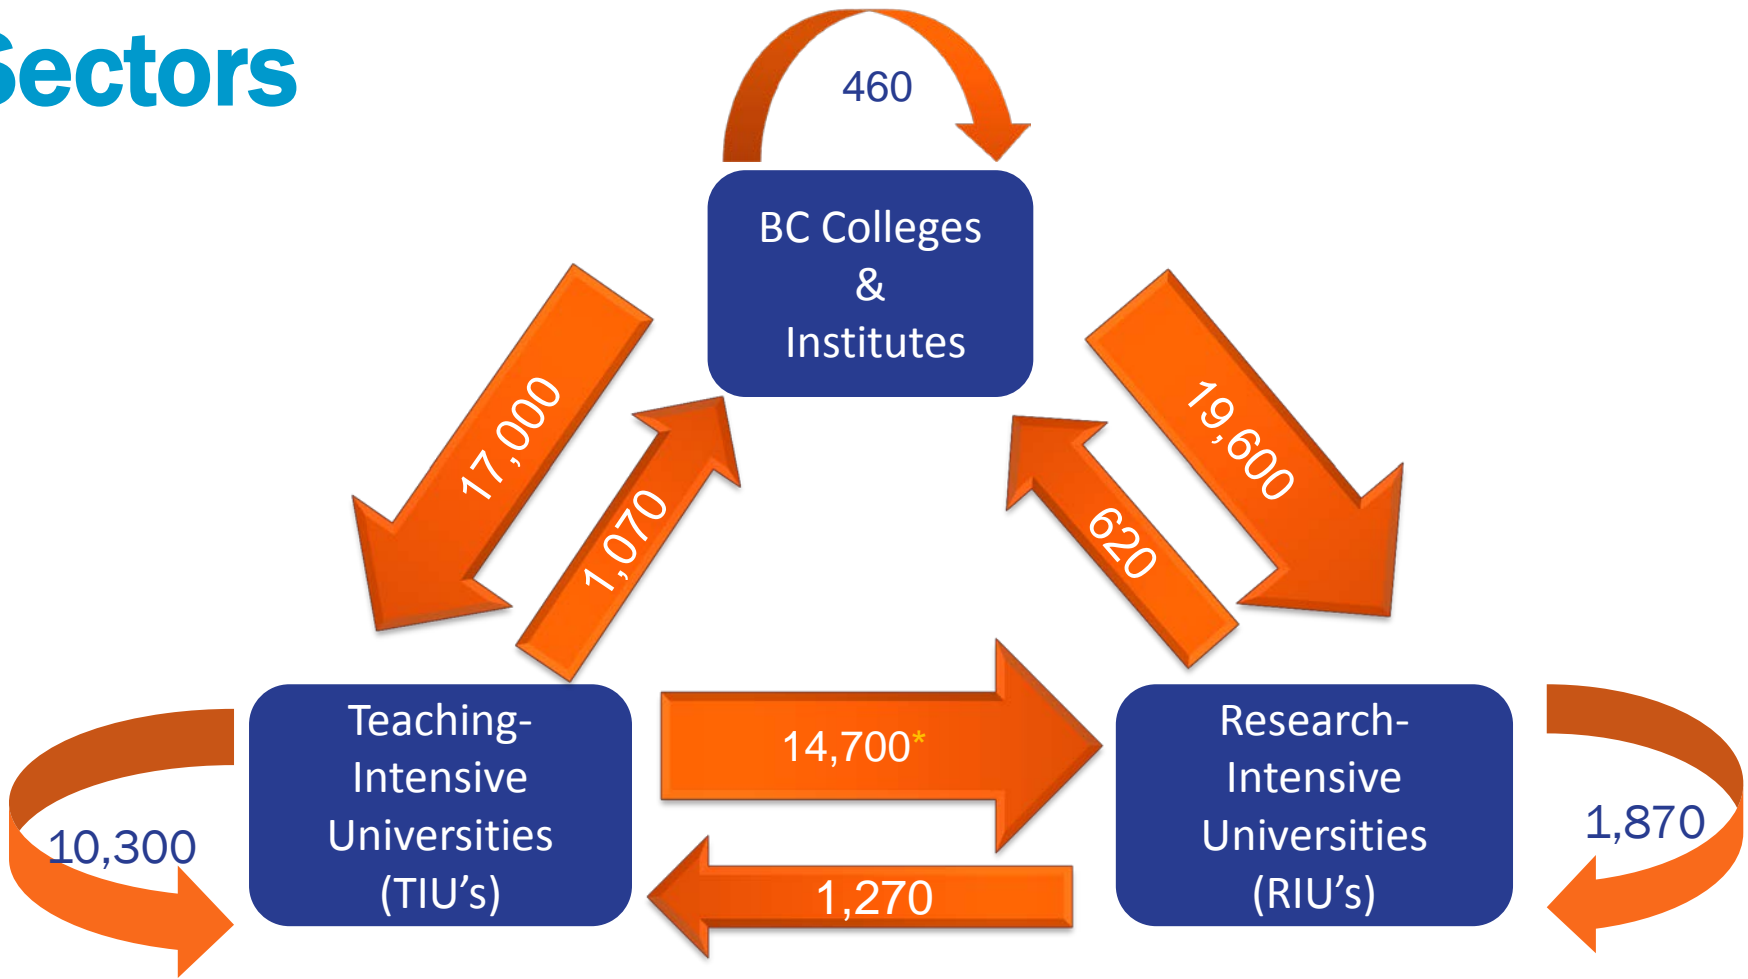 Sectors
460
BC Colleges
&
Institutes
17,000
1,070
19,600
620
Teaching-
Intensive
Universities
(TIU’s)
14,700*
1,270
Research-
Intensive
Universities
(RIU’s)
10,300
1,870